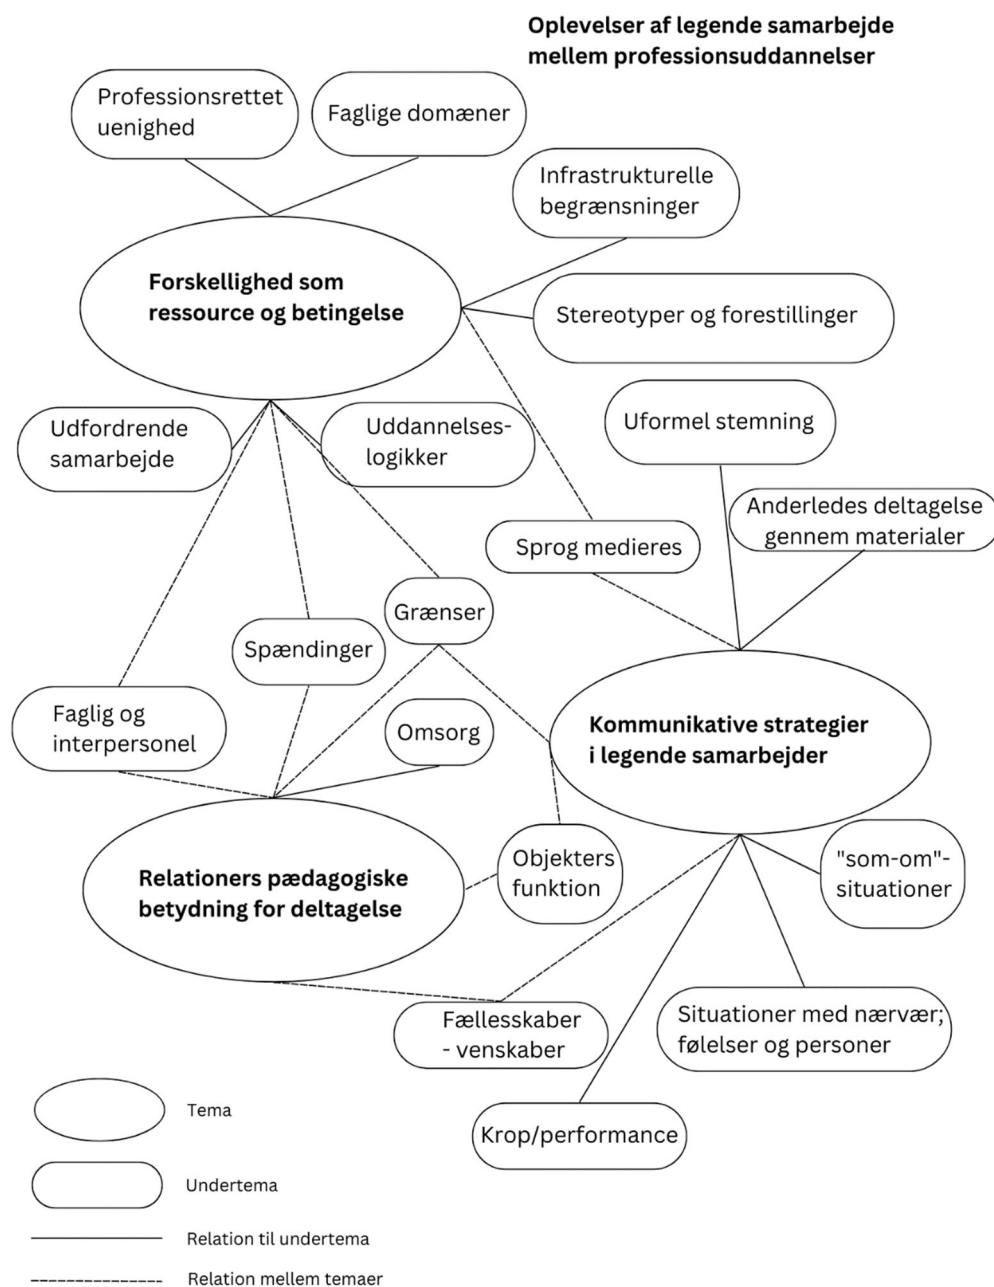 Oplevelser af legende samarbejde
mellem professionsuddannelser
Professionsrettet
uenighed
Faglige domæner
Infrastrukturelle
begrænsninger
Forskellighed som
ressource og betingelse
Stereotyper og forestillinger
Udfordrende
samarbejde
Uddannelses-
logikker
Uformel stemning
Anderledes deltagelse
gennem materialer
Sprog medieres
Grænser
Spændinger
Faglig og
interpersonel
Omsorg
Kommunikative strategier
i legende samarbejder
Relationers pædagogiske
betydning for deltagelse
Objekters
funktion
"som-om"-
situationer
Fællesskaber
- venskaber
Situationer med nærvær;
følelser og personer
Krop/performance
Tema
Undertema
Relation til undertema
Relation mellem temaer